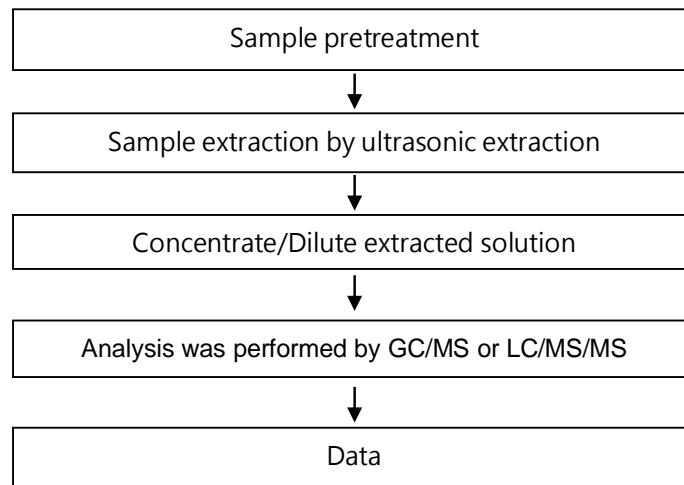 Sample pretreatment
Sample extraction by ultrasonic extraction
Concentrate/Dilute extracted solution
Analysis was performed by GC/MS or LC/MS/MS
Data